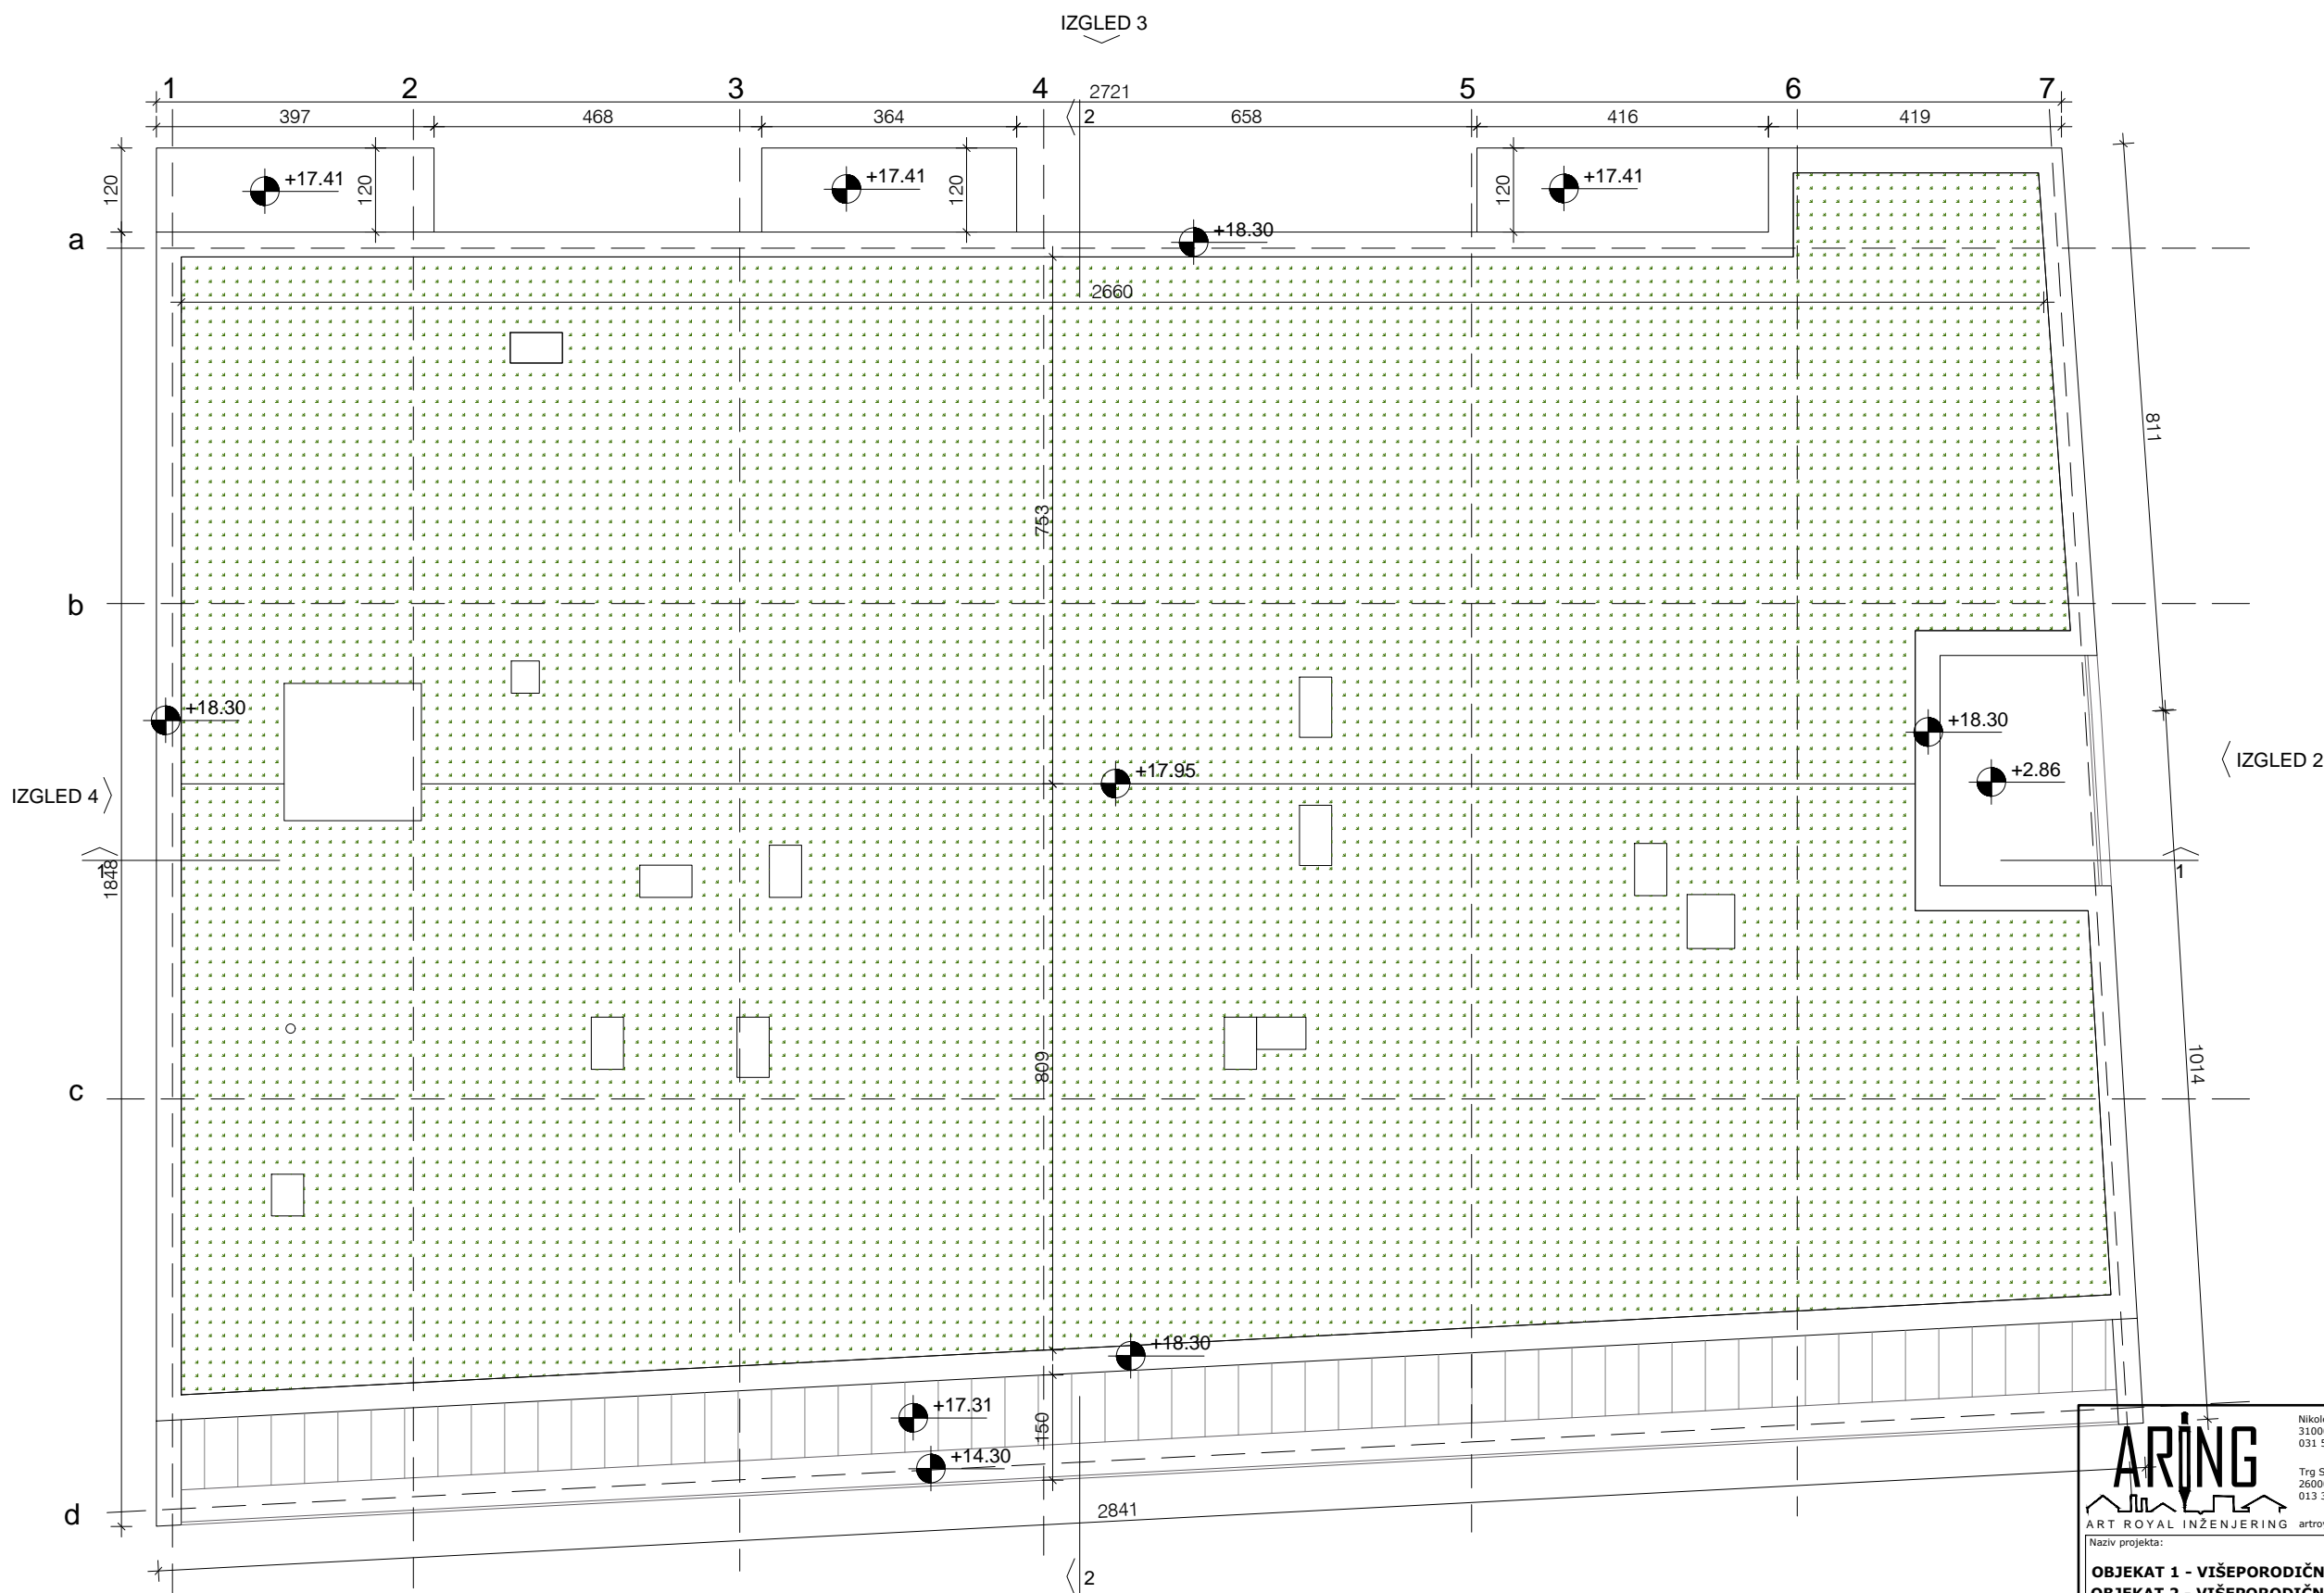 IZGLED 3
1 2 3 4 5 6 7
2721
397 468 364 2 658 416 419
120 +17.41 120 +17.41 120 +17.41 120
a +18.30
2660
811
753
b
+18.30 +18.30
IZGLED 2
+17.95 +2.86
IZGLED 4
1 1848 1
1014
809
c
+18.30
+17.31
150
+14.30
d
2841
2
ARING
ART ROYAL INŽENJERING
Naziv projekta:
OBJEKAT 1 - VIŠEPORODIČN